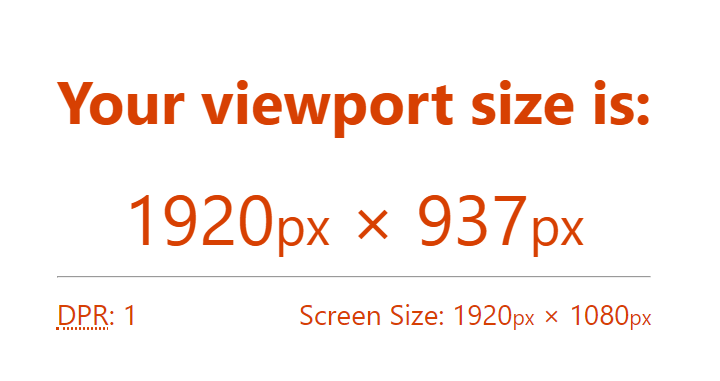 Your viewport size is:
1920px × 937px
DPR: 1 Screen Size: 1920px × 1080px